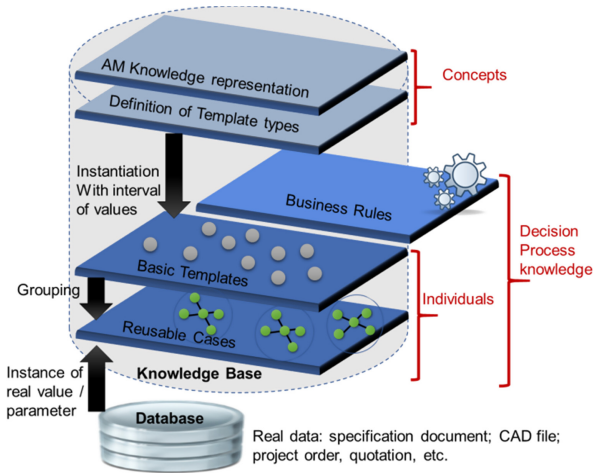 AM Knowledge representation
Concepts
Definition of Template types
Instantiation
With interval
of values
Business Rules
Decision
Process
knowledge
Basic Templates
Grouping
Individuals
Reusable Cases
Instance of
real value /
parameter
Knowledge Base
Database
Real data: specification document; CAD file;
project order, quotation, etc.